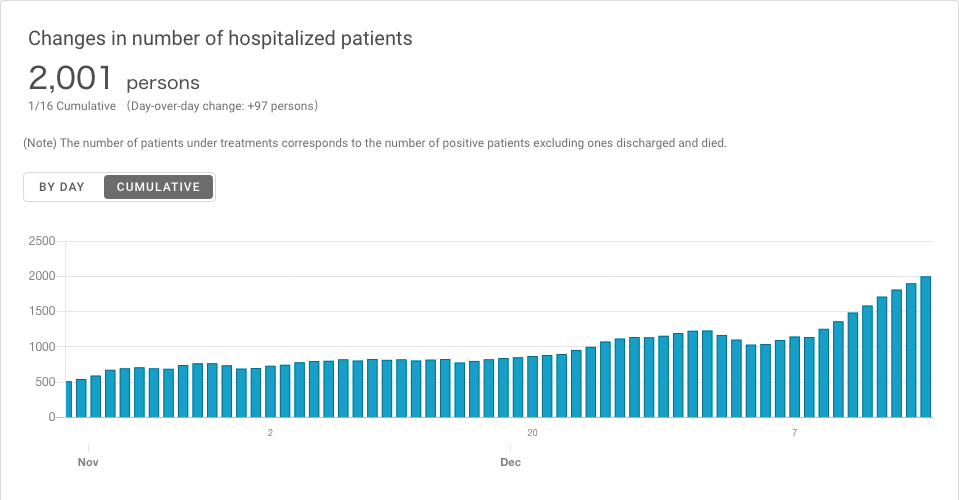 Changes in number of hospitalized patients
2,001 persons
1/16 Cumulative (Day-over-day change: +97 persons)
(Note) The number of patients under treatments corresponds to the number of positive patients excluding ones discharged and died.
BY DAY CUMULATIVE
2500
2000
1500
1000
500
0
2 20 7
Nov Dec